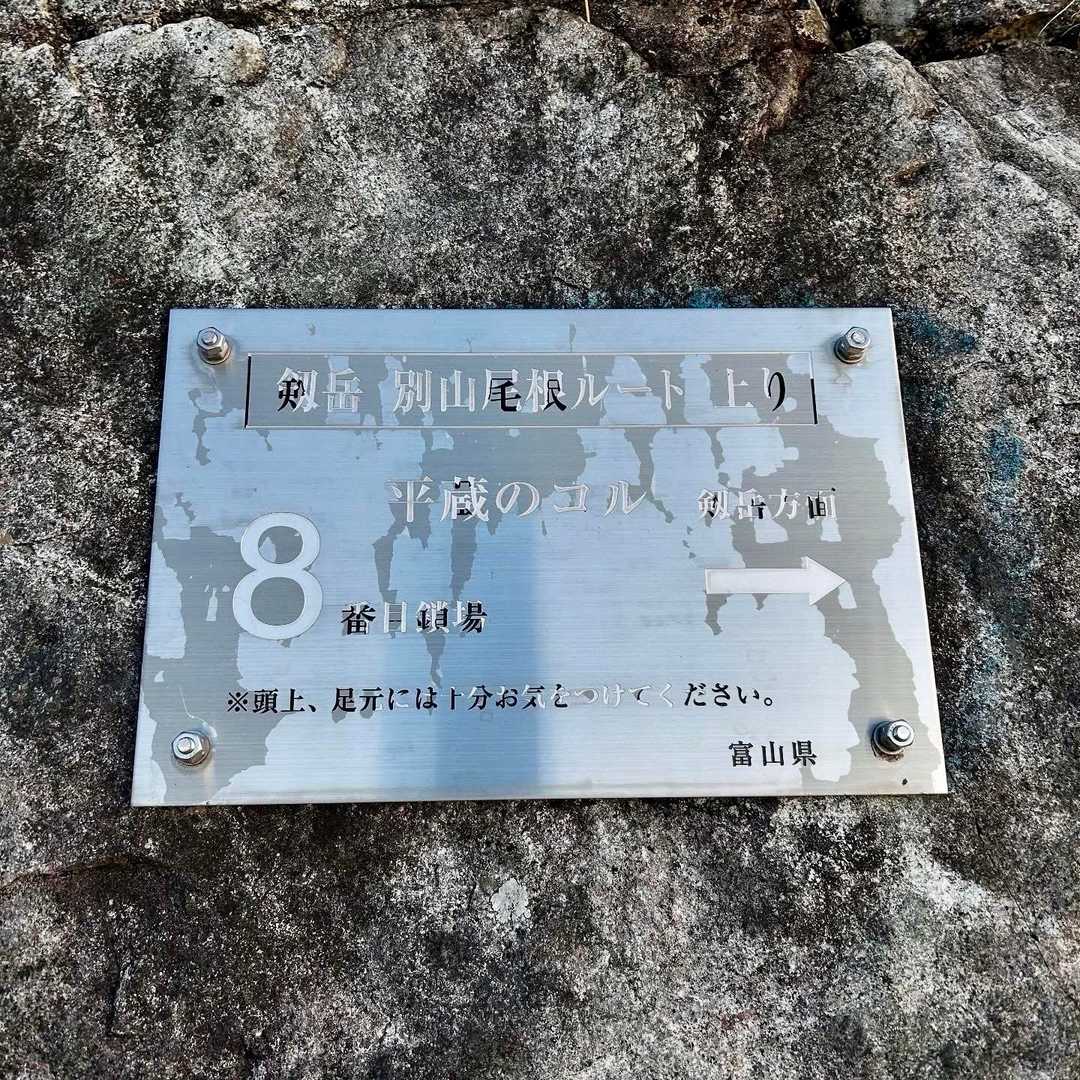 剱岳 別山尾根ルート 上り
平蔵のコル 剱岳方面
8番目鎖場 →
※頭上、足元には十分お気をつけてください。
富山県